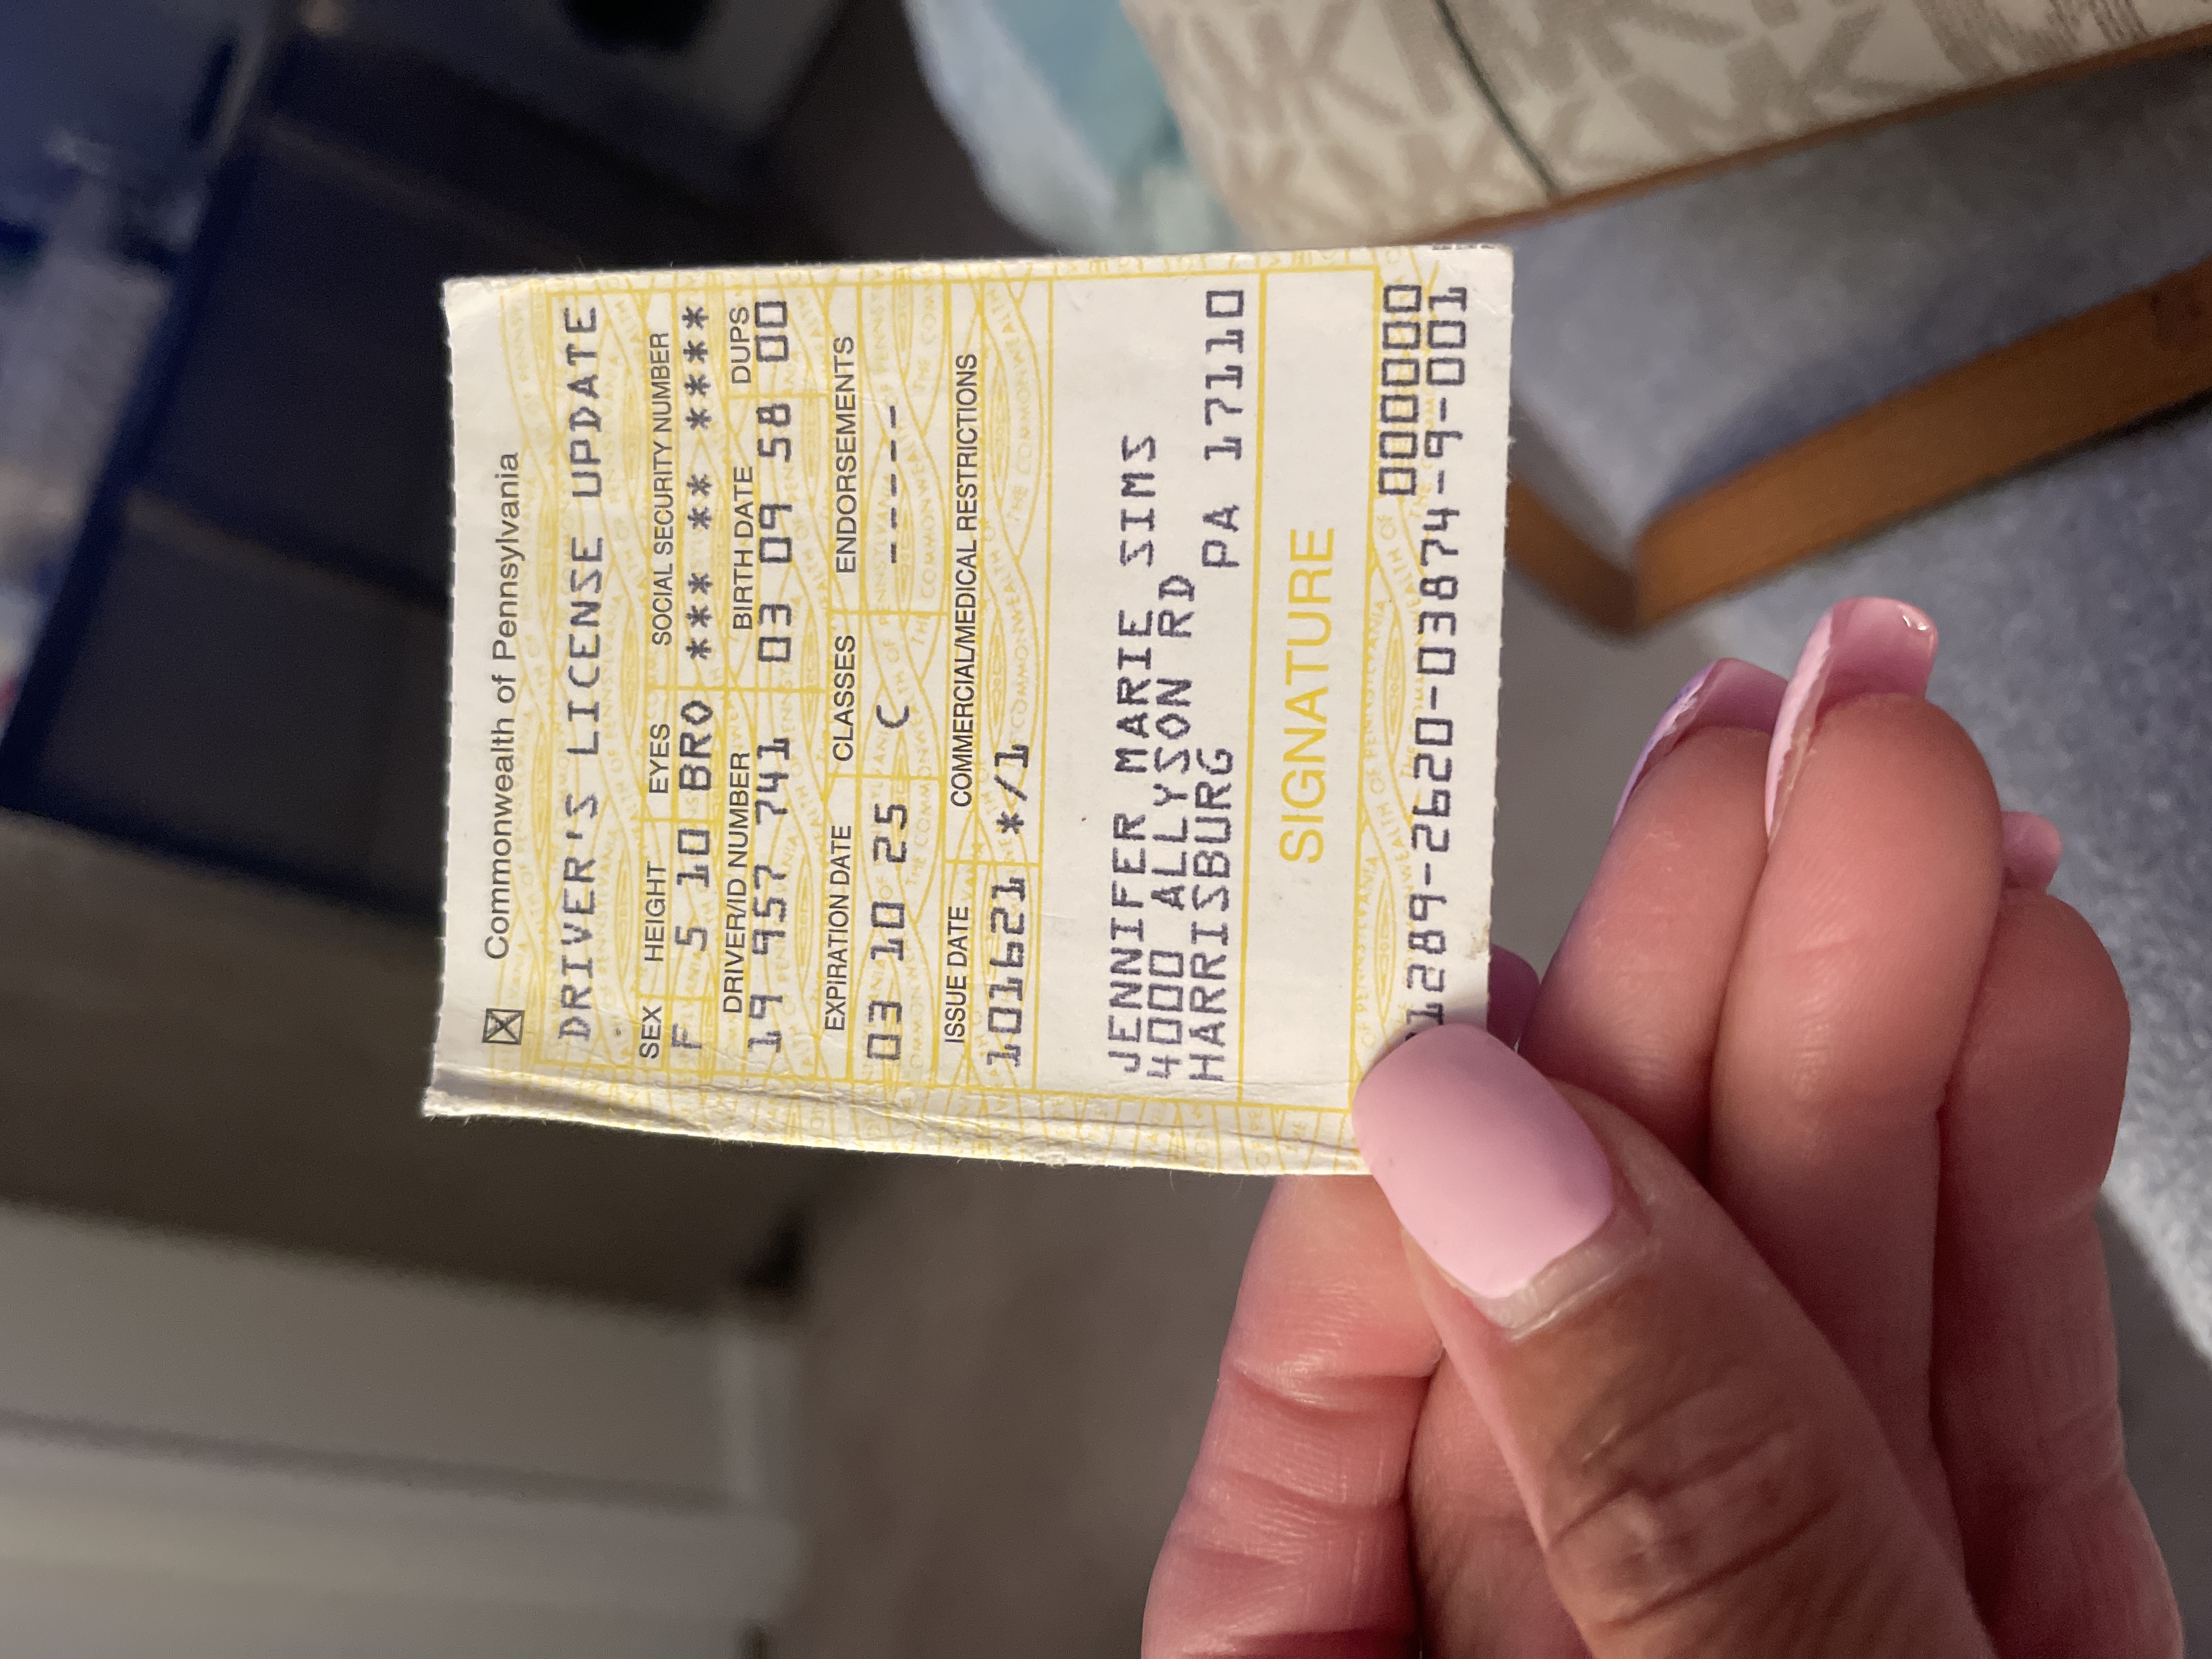 ☒ Commonwealth of Pennsylvania
DRIVER'S LICENSE UPDATE
SEX HEIGHT EYES SOCIAL SECURITY NUMBER
F 5 10 BRO *** ** ****
DRIVER/ID NUMBER BIRTH DATE DUPS
19 957 741 03 09 58 00
EXPIRATION DATE CLASSES ENDORSEMENTS
03 10 25 C ------
ISSUE DATE COMMERCIAL/MEDICAL RESTRICTIONS
101621 */1
JENNIFER MARIE SIMS
4000 ALLYSON RD
HARRISBURG PA 17110
SIGNATURE
000000
1289-2620-03874-9-001